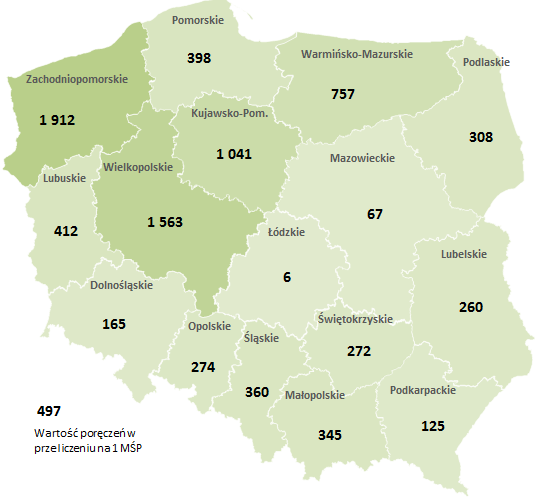 Pomorskie
398
Warmińsko-Mazurskie
757
Podlaskie
308
Zachodniopomorskie
1 912
Kujawsko-Pom.
1 041
Wielkopolskie
1 563
Mazowieckie
67
Lubuskie
412
Łódzkie
6
Lubelskie
260
Dolnośląskie
165
Opolskie
274
Śląskie
360
Świętokrzyskie
272
Małopolskie
345
Podkarpackie
125
497
Wartość poręczeń w
przeliczeniu na 1 MŚP